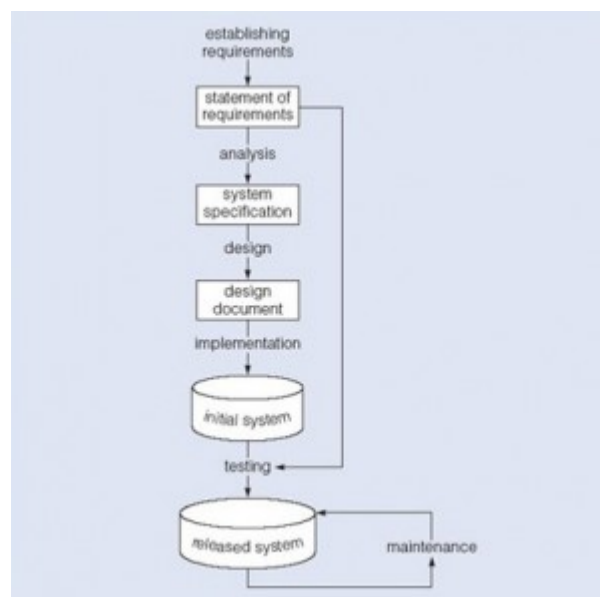 establishing
requirements
statement of
requirements
analysis
system
specification
design
design
document
implementation
initial system
testing
released system
maintenance